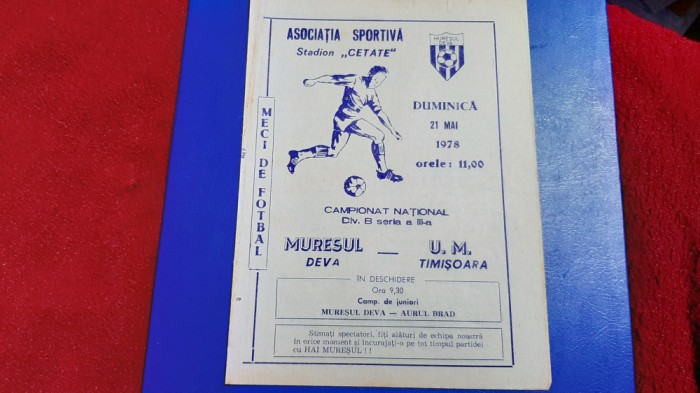 ASOCIAȚIA SPORTIVĂ
Stadion „CETATE"
MURESUL
DEVA
MECI DE FOTBAL
DUMINICĂ
21 MAI
1978
orele: 11,00
CAMPIONAT NAȚIONAL
Div. B seria a III-a
MUREȘUL — U. M.
DEVA TIMIȘOARA
ÎN DESCHIDERE
Ora 9,30
Camp. de juniori
MUREȘUL DEVA — AURUL BRAD
Stimați spectatori, fiți alături de echipa noastră
în orice moment și încurajați-o pe tot timpul partidei
cu HAI MUREȘUL ! !